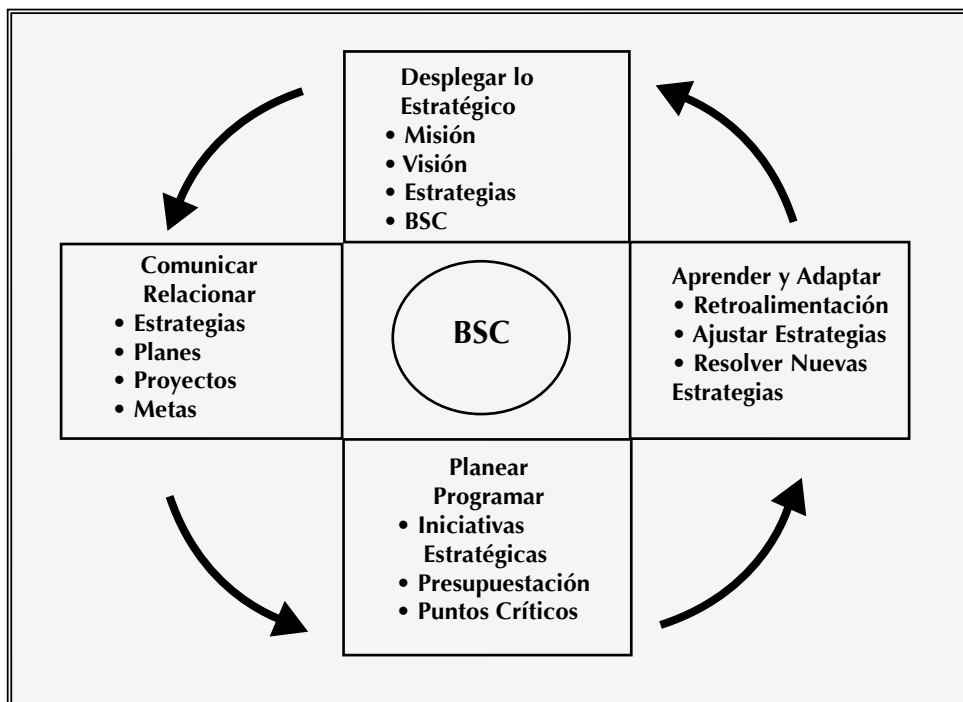 Desplegar lo
Estratégico
• Misión
• Visión
• Estrategias
• BSC
Comunicar
Relacionar
• Estrategias
• Planes
• Proyectos
• Metas
BSC
Aprender y Adaptar
• Retroalimentación
• Ajustar Estrategias
• Resolver Nuevas
Estrategias
Planear
Programar
• Iniciativas
Estratégicas
• Presupuestación
• Puntos Críticos